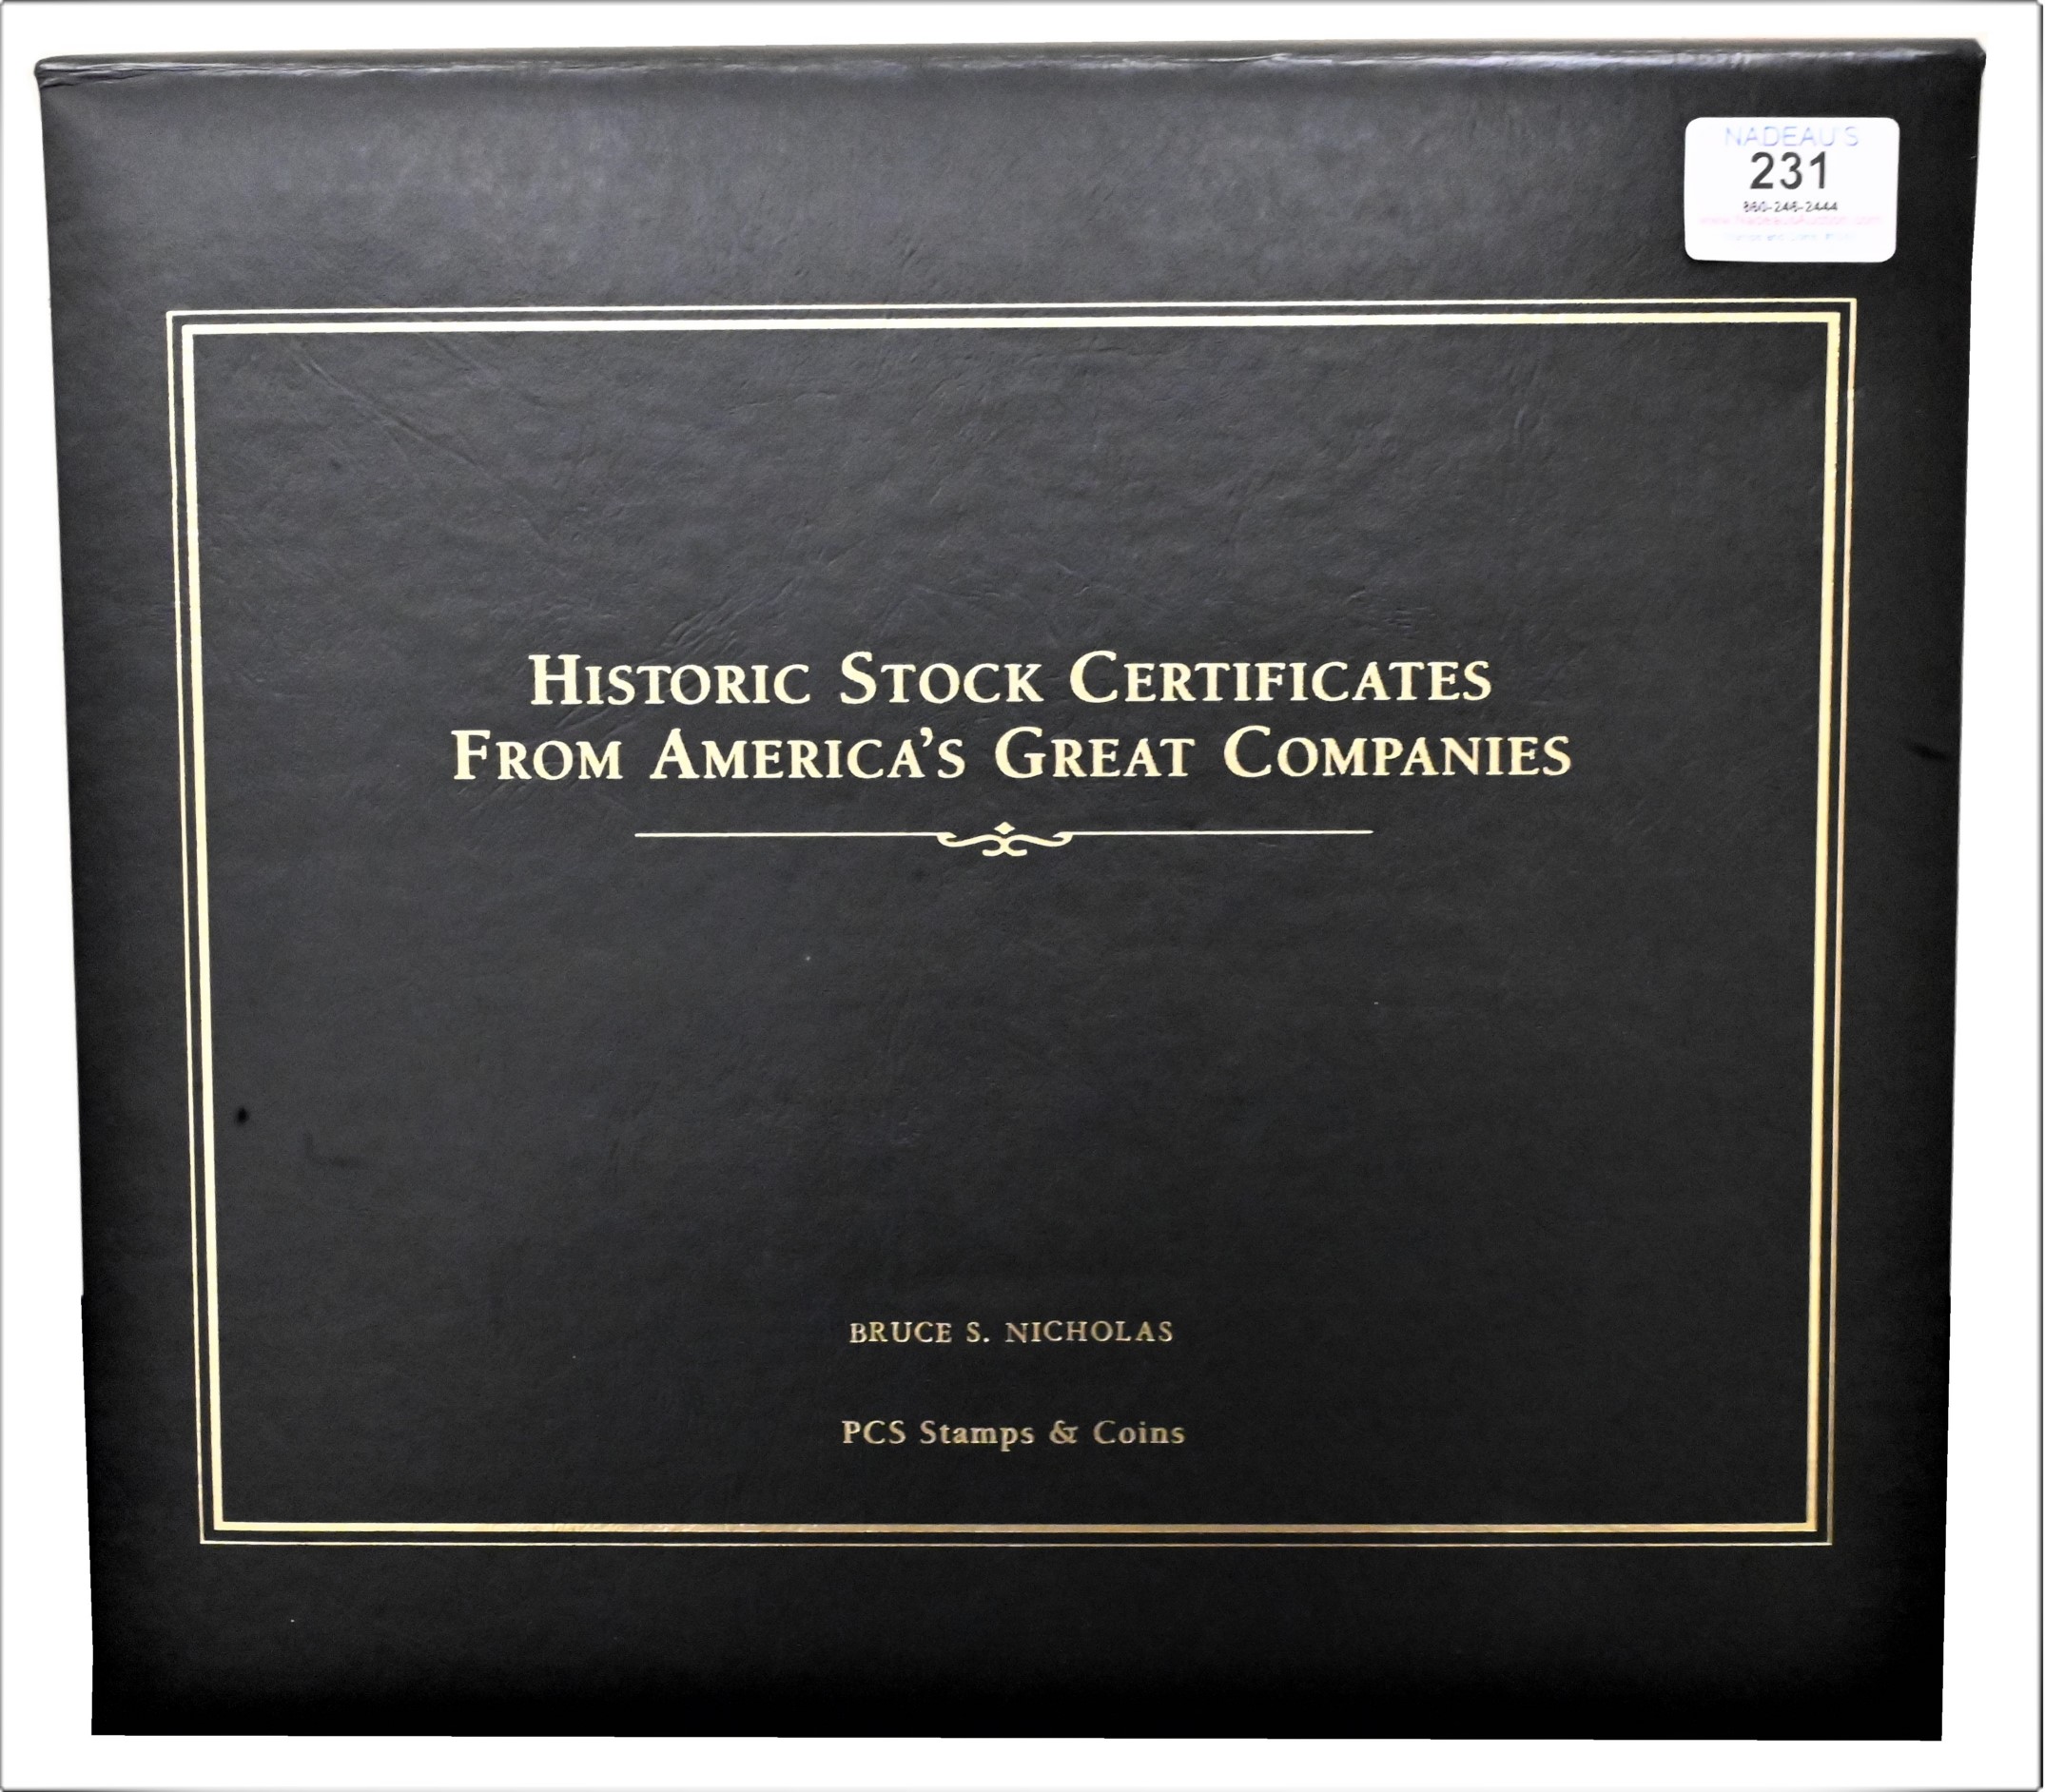 NADEAU'S
231
860-246-2444
HISTORIC STOCK CERTIFICATES
FROM AMERICA'S GREAT COMPANIES
BRUCE S. NICHOLAS
PCS Stamps & Coins